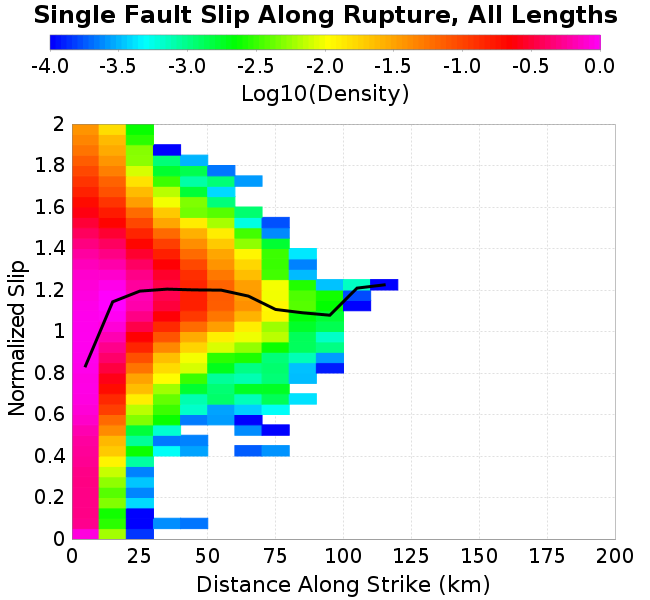 Single Fault Slip Along Rupture, All Lengths
-4.0 -3.5 -3.0 -2.5 -2.0 -1.5 -1.0 -0.5 0.0
Log10(Density)
2
1.8
1.6
1.4
1.2
1
0.8
0.6
0.4
0.2
0
Normalized Slip
0 25 50 75 100 125 150 175 200
Distance Along Strike (km)